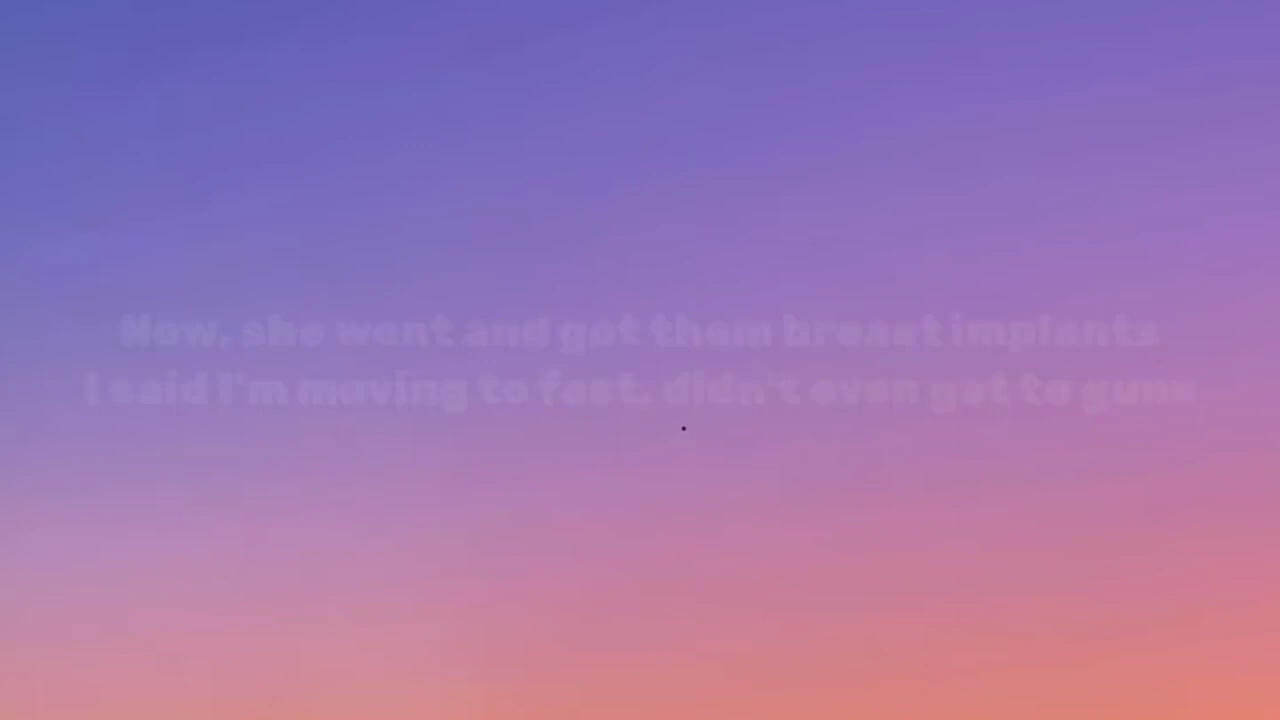 Now, she went and got them breast implants
I said I'm moving to fast, didn't even get to guns